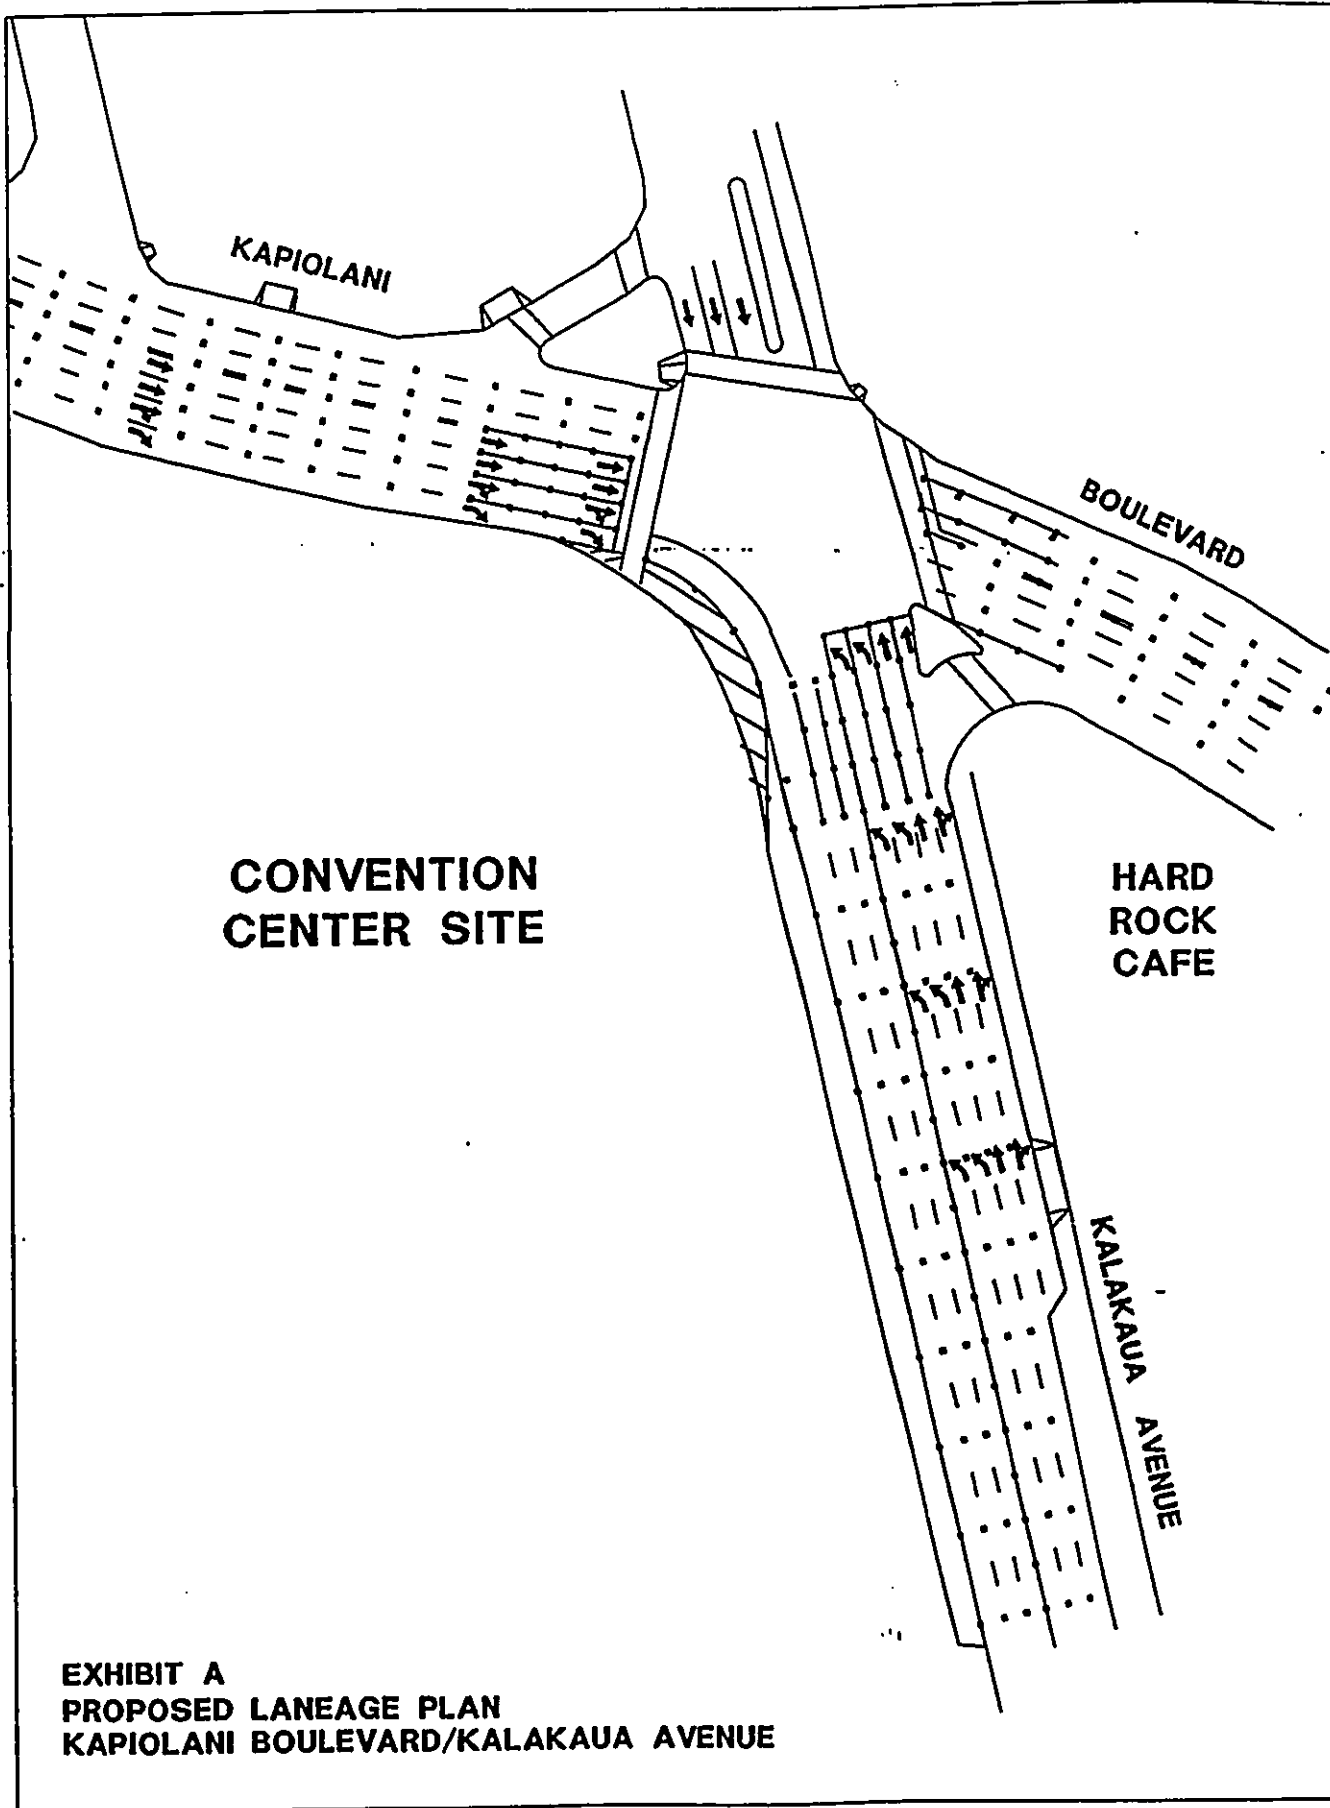 KAPIOLANI
BOULEVARD
CONVENTION
CENTER SITE
HARD
ROCK
CAFE
KALAKAUA AVENUE
EXHIBIT A
PROPOSED LANEAGE PLAN
KAPIOLANI BOULEVARD/KALAKAUA AVENUE